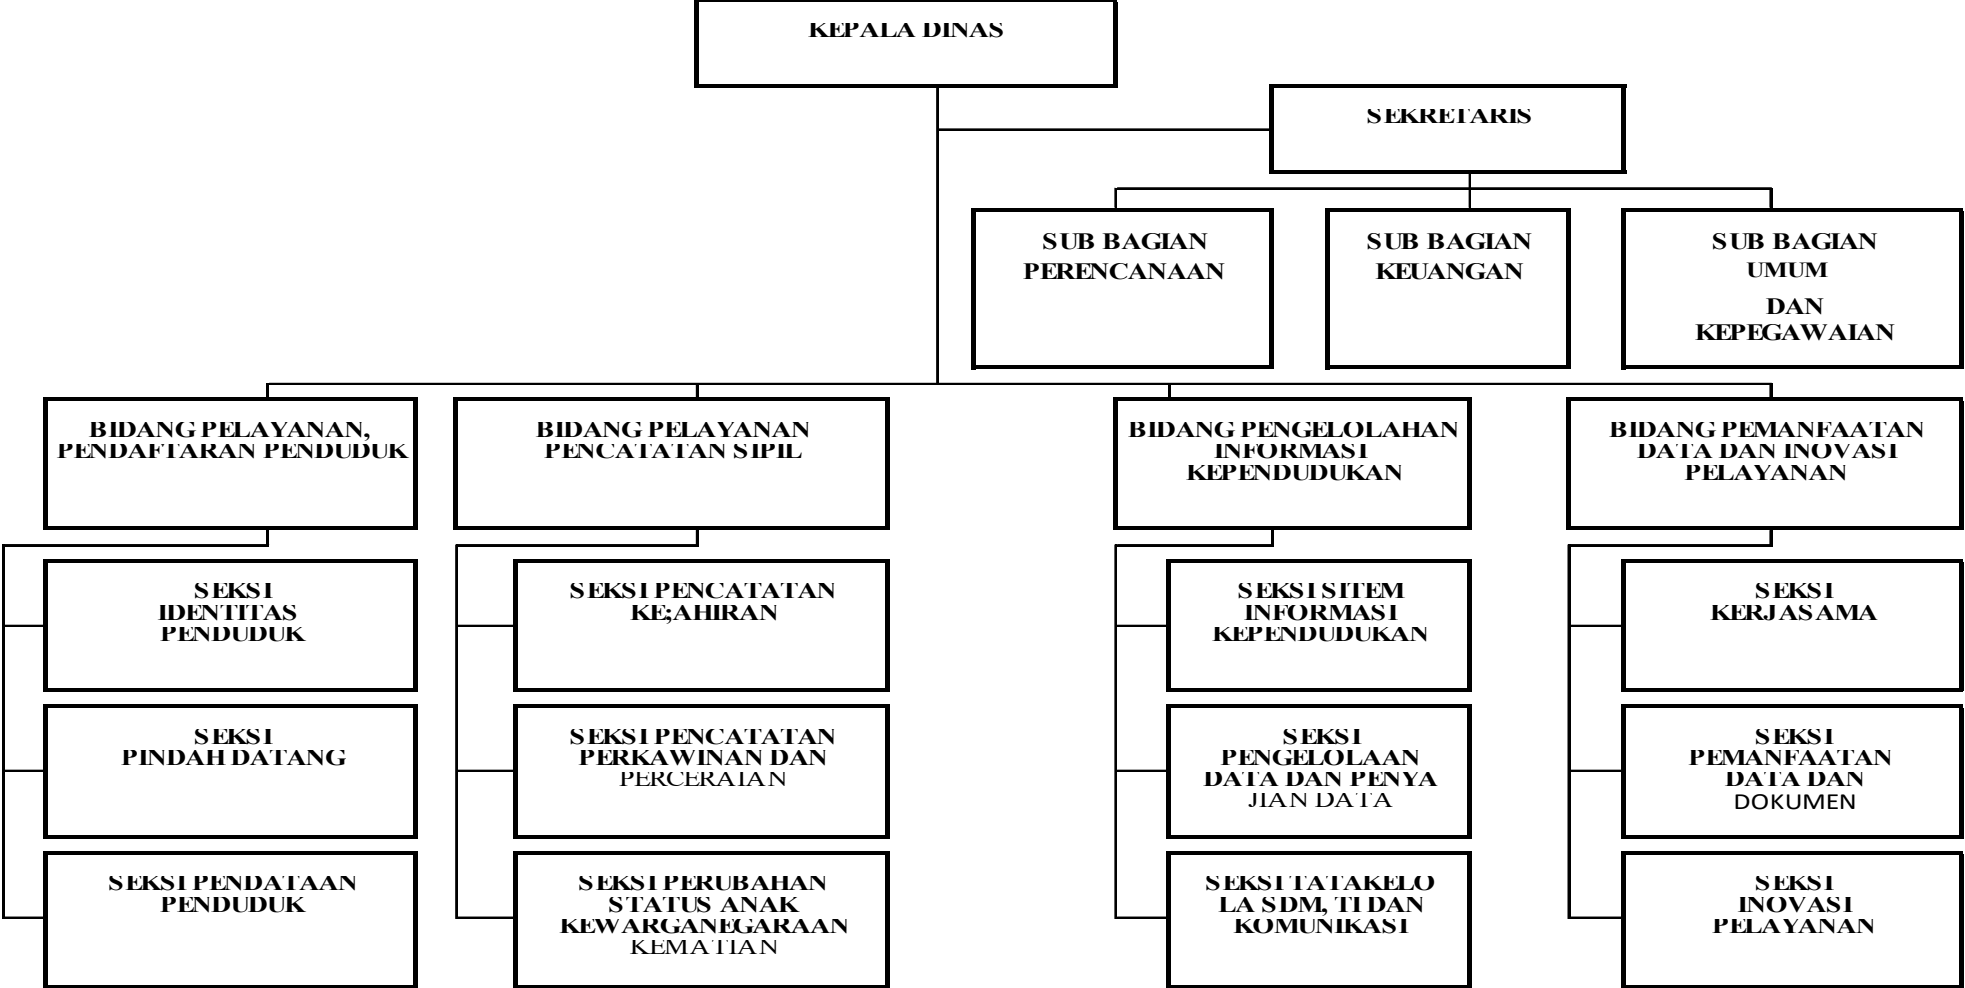 KEPALA DINAS
SEKRETARIS
SUB BAGIAN
PERENCANAAN
SUB BAGIAN
KEUANGAN
SUB BAGIAN
UMUM
DAN
KEPEGAWAIAN
BIDANG PELAYANAN,
PENDAFTARAN PENDUDUK
BIDANG PELAYANAN
PENCATATAN SIPIL
BIDANG PENGELOLAHAN
INFORMASI
KEPENDUDUKAN
BIDANG PEMANFAATAN
DATA DAN INOVASI
PELAYANAN
SEKSI
IDENTITAS
PENDUDUK
SEKSI PENCATATAN
KE;AHIRAN
SEKSI SITEM
INFORMASI
KEPENDUDUKAN
SEKSI
KERJASAMA
SEKSI
PINDAH DATANG
SEKSI PENCATATAN
PERKAWINAN DAN
PERCERAIAN
SEKSI
PENGELOLAAN
DATA DAN PENYA
JIAN DATA
SEKSI
PEMANFAATAN
DATA DAN
DOKUMEN
SEKSI PENDATAAN
PENDUDUK
SEKSI PERUBAHAN
STATUS ANAK
KEWARGANEGARAAN
KEMATIAN
SEKSI TATAKELO
LA SDM, TI DAN
KOMUNIKASI
SEKSI
INOVASI
PELAYANAN